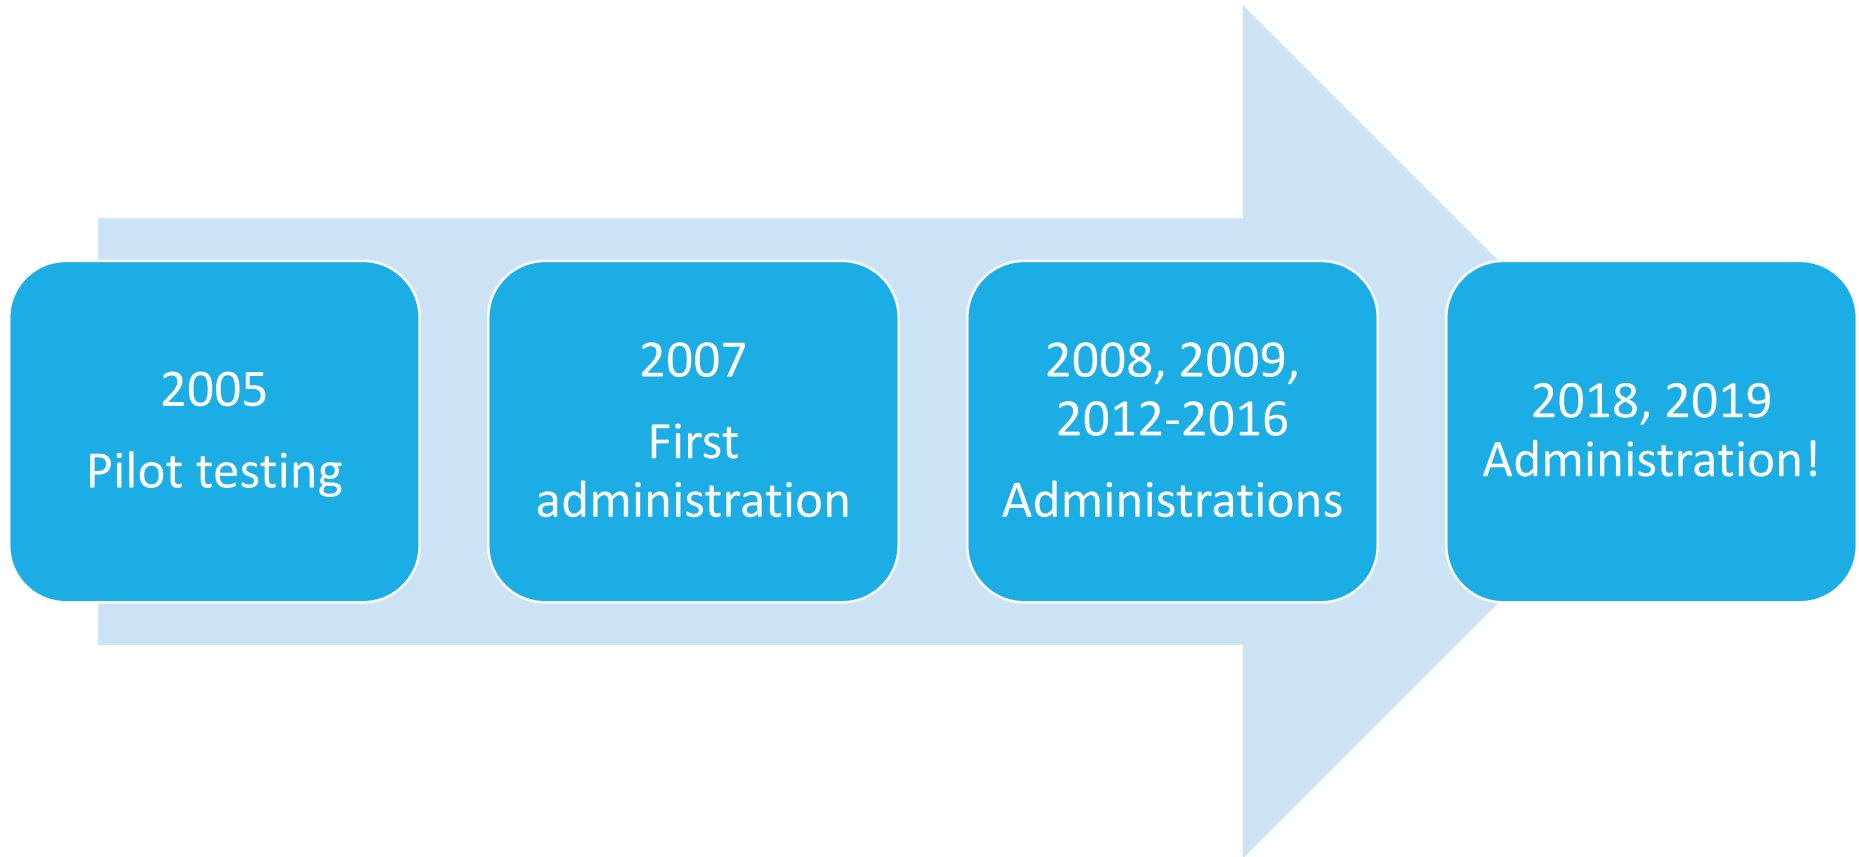 2005
Pilot testing
2007
First
administration
2008, 2009,
2012-2016
Administrations
2018, 2019
Administration!